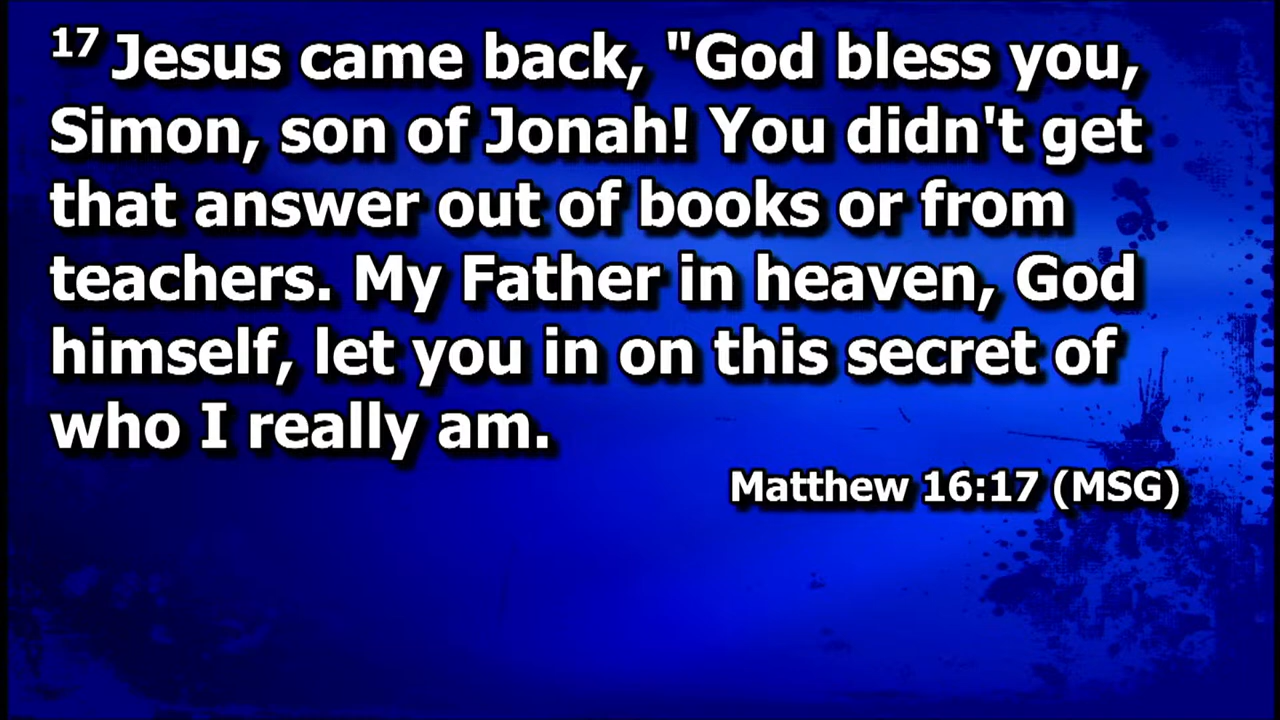 17 Jesus came back, "God bless you,
Simon, son of Jonah! You didn't get
that answer out of books or from
teachers. My Father in heaven, God
himself, let you in on this secret of
who I really am.
Matthew 16:17 (MSG)